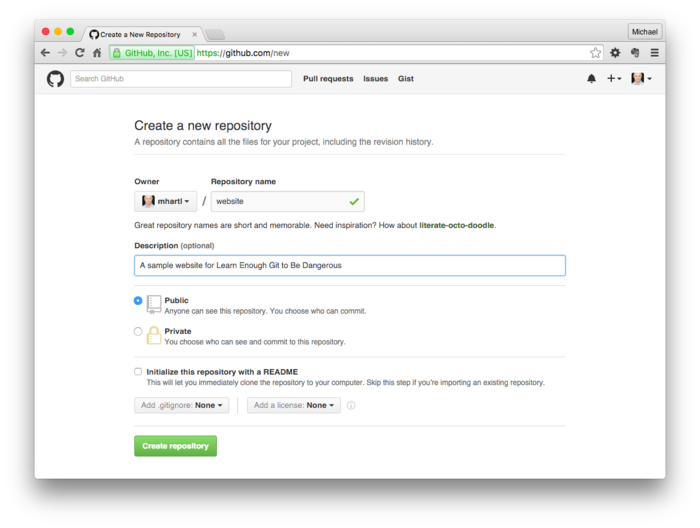 Create a New Repository
Michael
GitHub, Inc. [US] https://github.com/new
Search GitHub
Pull requests Issues Gist
Create a new repository
A repository contains all the files for your project, including the revision history.
Owner Repository name
mhartl / website
Great repository names are short and memorable. Need inspiration? How about literate-octo-doodle.
Description (optional)
A sample website for Learn Enough Git to Be Dangerous
Public
Anyone can see this repository. You choose who can commit.
Private
You choose who can see and commit to this repository.
Initialize this repository with a README
This will let you immediately clone the repository to your computer. Skip this step if you're importing an existing repository.
Add .gitignore: None Add a license: None
Create repository